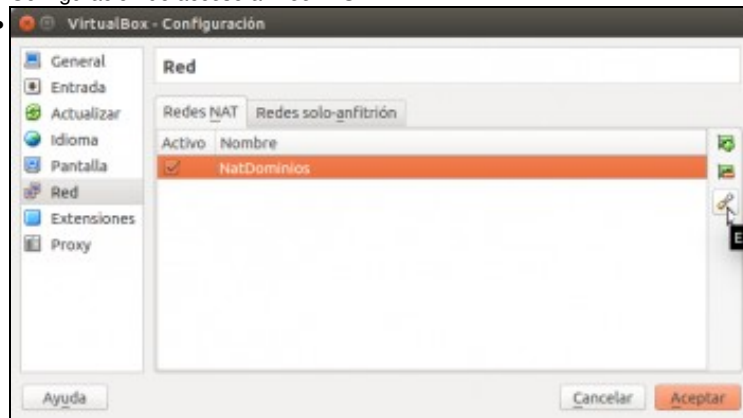 VirtualBox - Configuración
General
Entrada
Actualizar
Idioma
Pantalla
Red
Extensiones
Proxy
Red
Redes NAT Redes solo-anfitrión
Activo Nombre
NatDominios
E
Ayuda Cancelar Aceptar